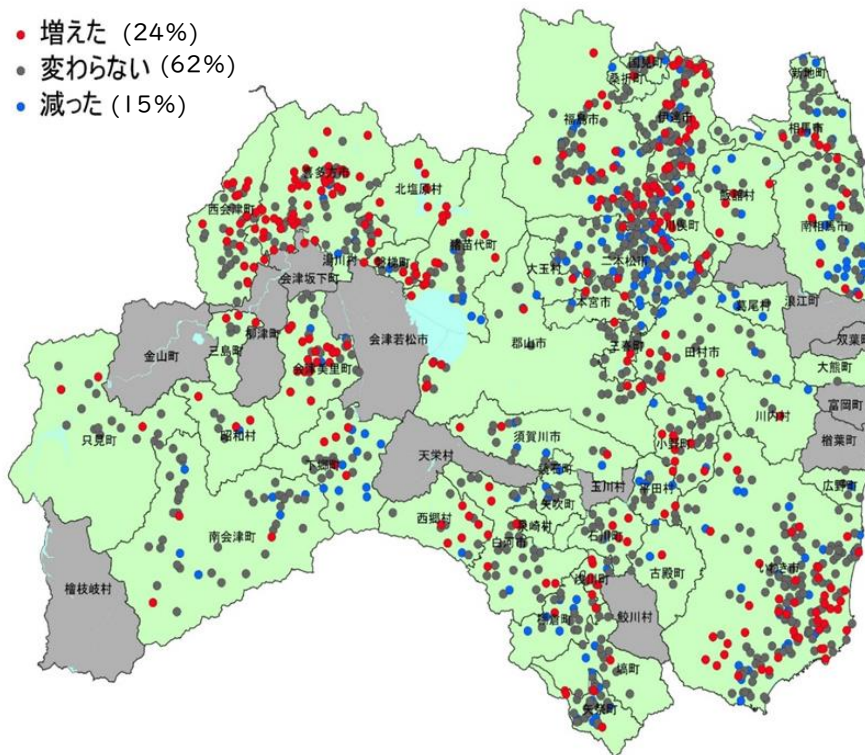 増えた (24%)
変わらない (62%)
減った (15%)
国見町
桑折町
新地町
福島市
伊達市
相馬市
喜多方市
北塩原村
飯舘村
西会津町
川俣町
南相馬市
猪苗代町
湯川村
磐梯町
大玉村
二本松市
会津坂下町
葛尾村
浪江町
本宮市
会津若松市
双葉町
柳津町
郡山市
三春町
田村市
金山町
三島町
会津美里町
大熊町
富岡町
川内村
昭和村
須賀川市
小野町
只見町
楢葉町
下郷町
天栄村
鏡石町
玉川村
平田村
広野町
矢吹町
西郷村
泉崎村
南会津町
白河市
石川町
古殿町
いわき市
浅川町
檜枝岐村
鮫川村
棚倉町
塙町
矢祭町